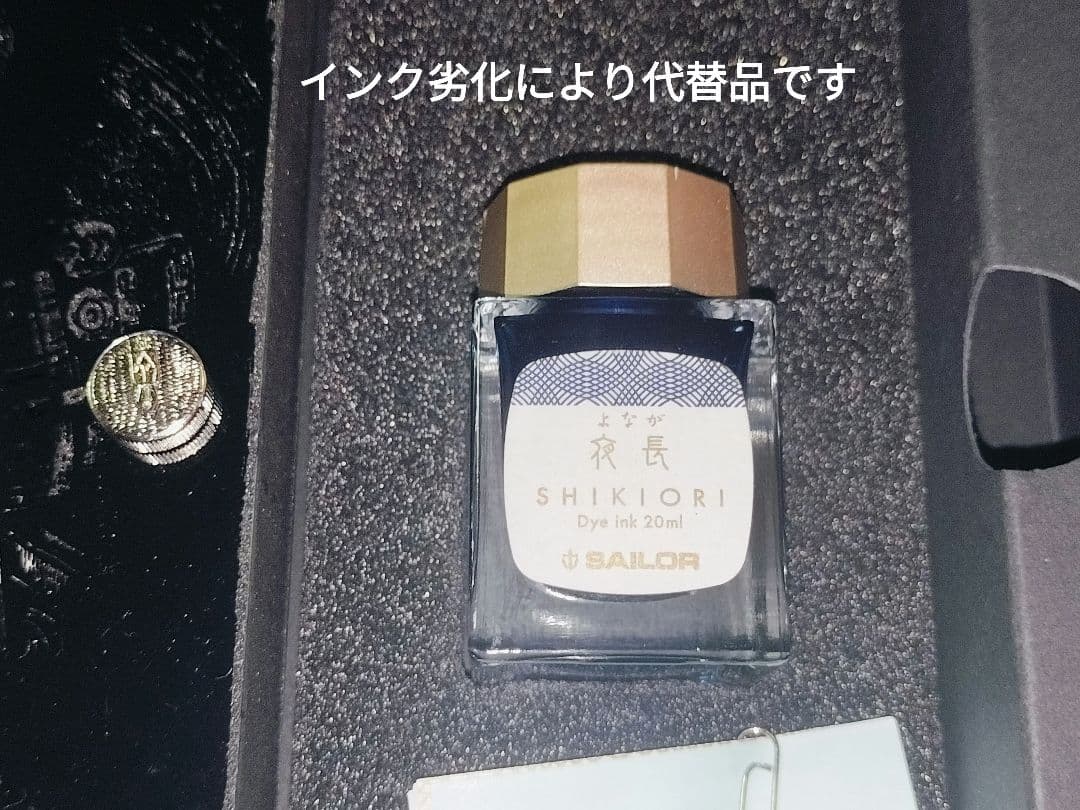 インク劣化により代替品です
よなが
夜長
SHIKIORI
Dye ink 20ml
SAILOR